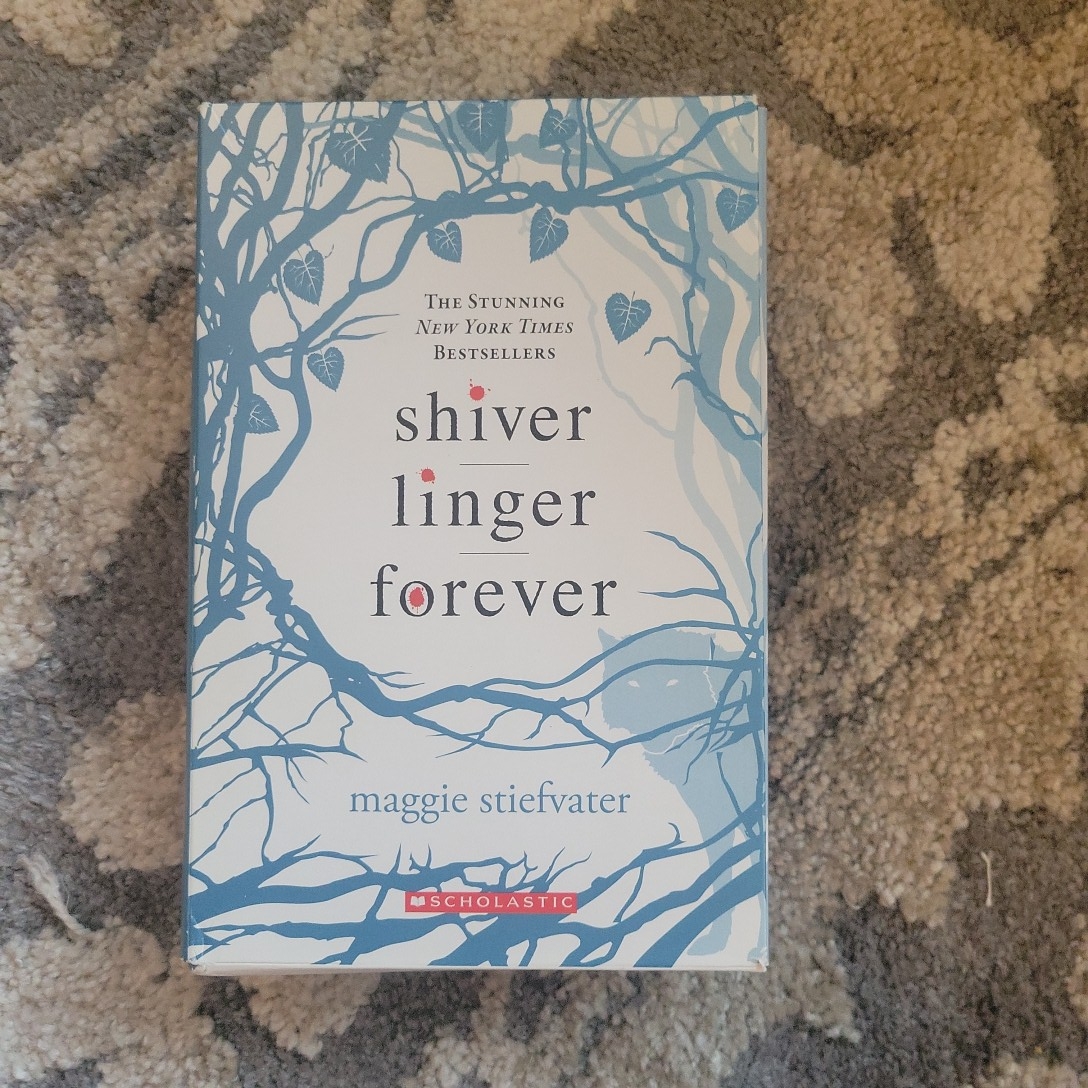 The Stunning
New York Times
Bestsellers
shiver
linger
forever
maggie stiefvater
SCHOLASTIC